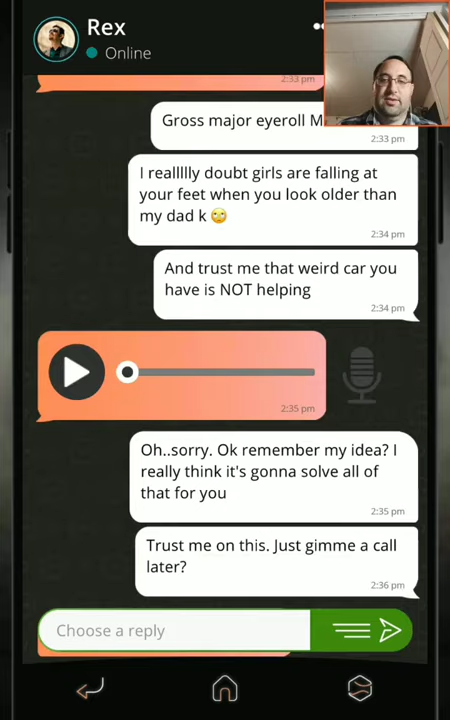 Rex
Online
2:33 pm
Gross major eyeroll
2:33 pm
I reallllly doubt girls are falling at
your feet when you look older than
my dad k 🙄
2:34 pm
And trust me that weird car you
have is NOT helping
2:34 pm
2:35 pm
Oh..sorry. Ok remember my idea? I
really think it's gonna solve all of
that for you
2:35 pm
Trust me on this. Just gimme a call
later?
2:36 pm
Choose a reply